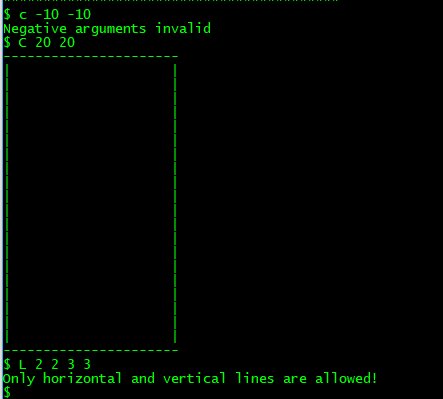 $ c -10 -10
Negative arguments invalid
$ C 20 20
$ L 2 2 3 3
Only horizontal and vertical lines are allowed!
$